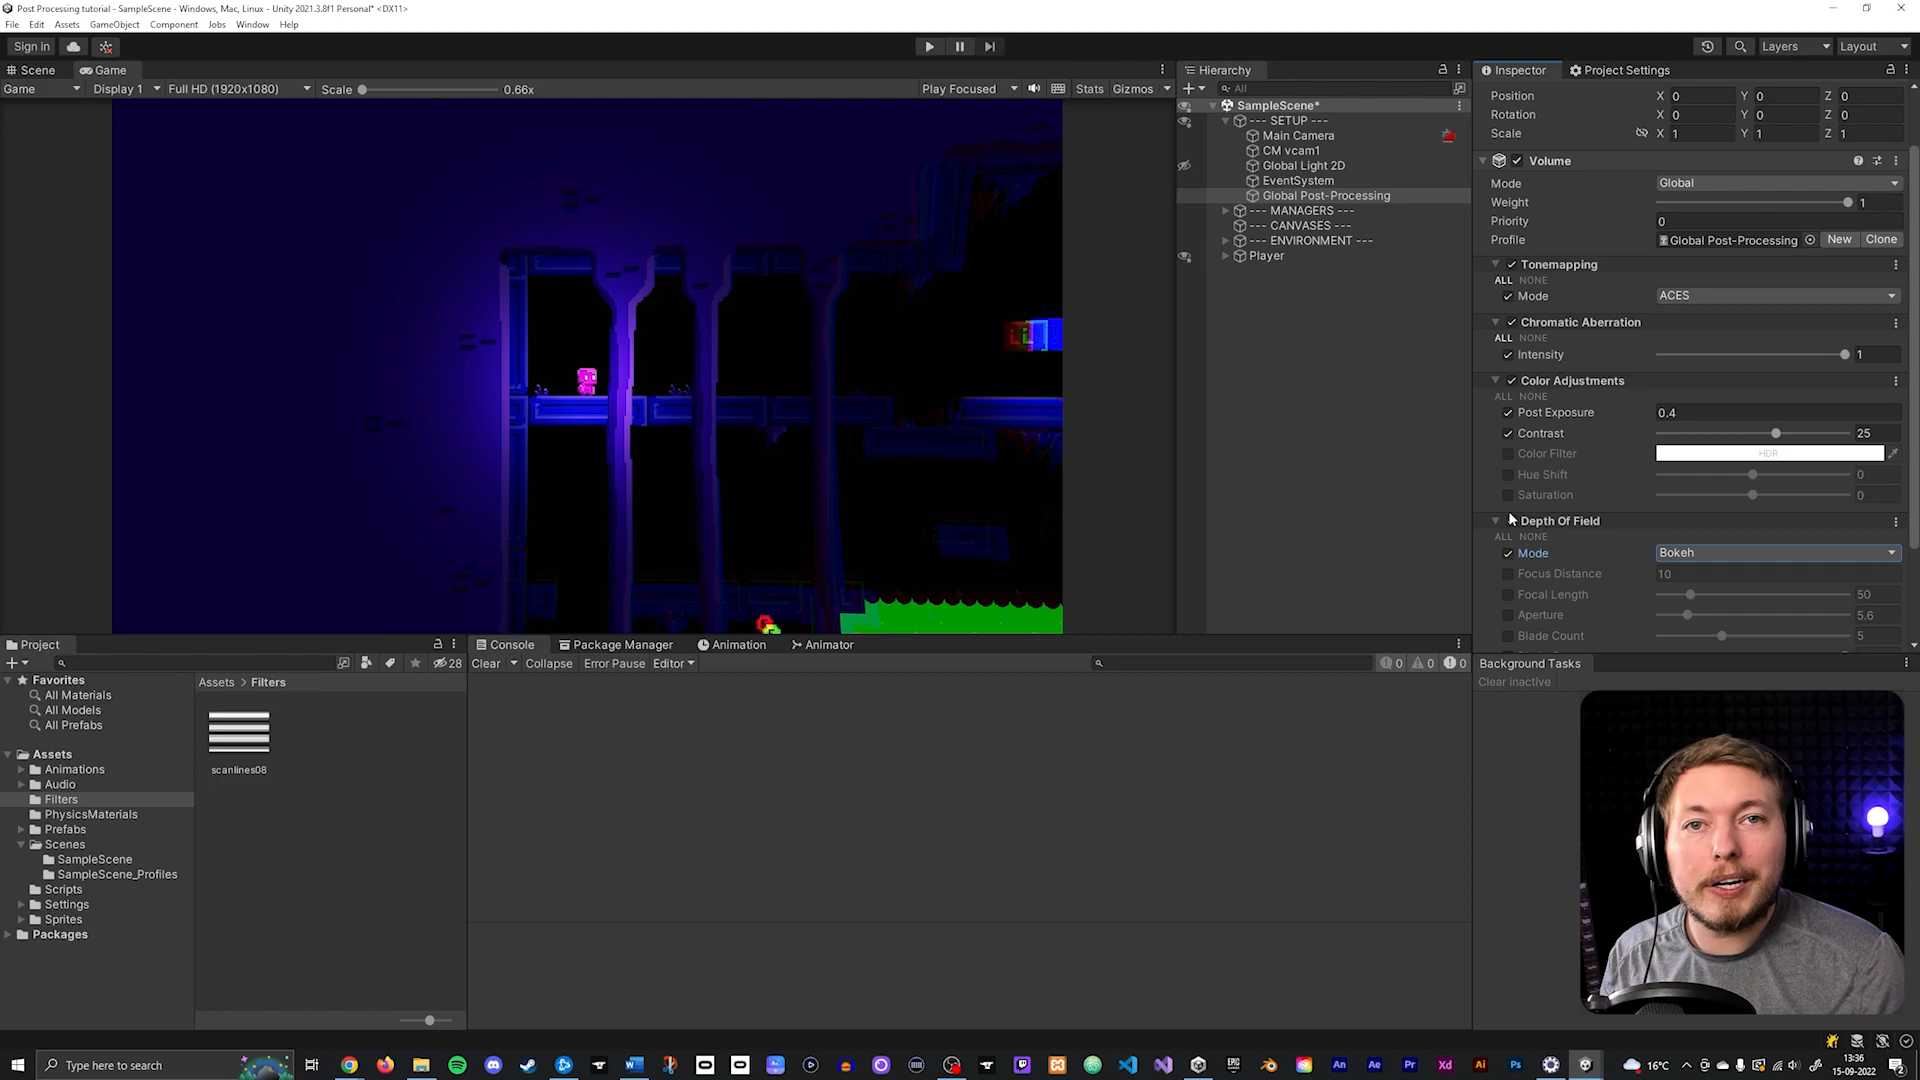 Post Processing tutorial - SampleScene - Windows, Mac, Linux - Unity 2021.3.8f1 Personal* <DX11>
File Edit Assets GameObject Component Jobs Window Help
Sign in
Layers
Layout
Scene
Game
Game
Display 1
Full HD (1920x1080)
Scale
0.66x
Play Focused
Stats
Gizmos
Hierarchy
All
SampleScene*
--- SETUP ---
Main Camera
CM vcam1
Global Light 2D
EventSystem
Global Post-Processing
--- MANAGERS ---
--- CANVASES ---
--- ENVIRONMENT ---
Player
Inspector
Project Settings
Position X 0 Y 0 Z 0
Rotation X 0 Y 0 Z 0
Scale X 1 Y 1 Z 1
Volume
Mode Global
Weight 1
Priority 0
Profile Global Post-Processing New Clone
Tonemapping
ALL NONE
Mode ACES
Chromatic Aberration
ALL NONE
Intensity 1
Color Adjustments
ALL NONE
Post Exposure 0.4
Contrast 25
Color Filter HDR
Hue Shift 0
Saturation 0
Depth Of Field
ALL NONE
Mode Bokeh
Focus Distance 10
Focal Length 50
Aperture 5.6
Blade Count 5
Background Tasks
Clear inactive
Project
28
Favorites
All Materials
All Models
All Prefabs
Assets
Animations
Audio
Filters
PhysicsMaterials
Prefabs
Scenes
SampleScene
SampleScene_Profiles
Scripts
Settings
Sprites
Packages
Assets > Filters
scanlines08
Console
Package Manager
Animation
Animator
Clear
Collapse
Error Pause
Editor
0 0 0
Type here to search
An
Ae
Pr
Xd
Ai
Ps
16°C
13:36
15-09-2022